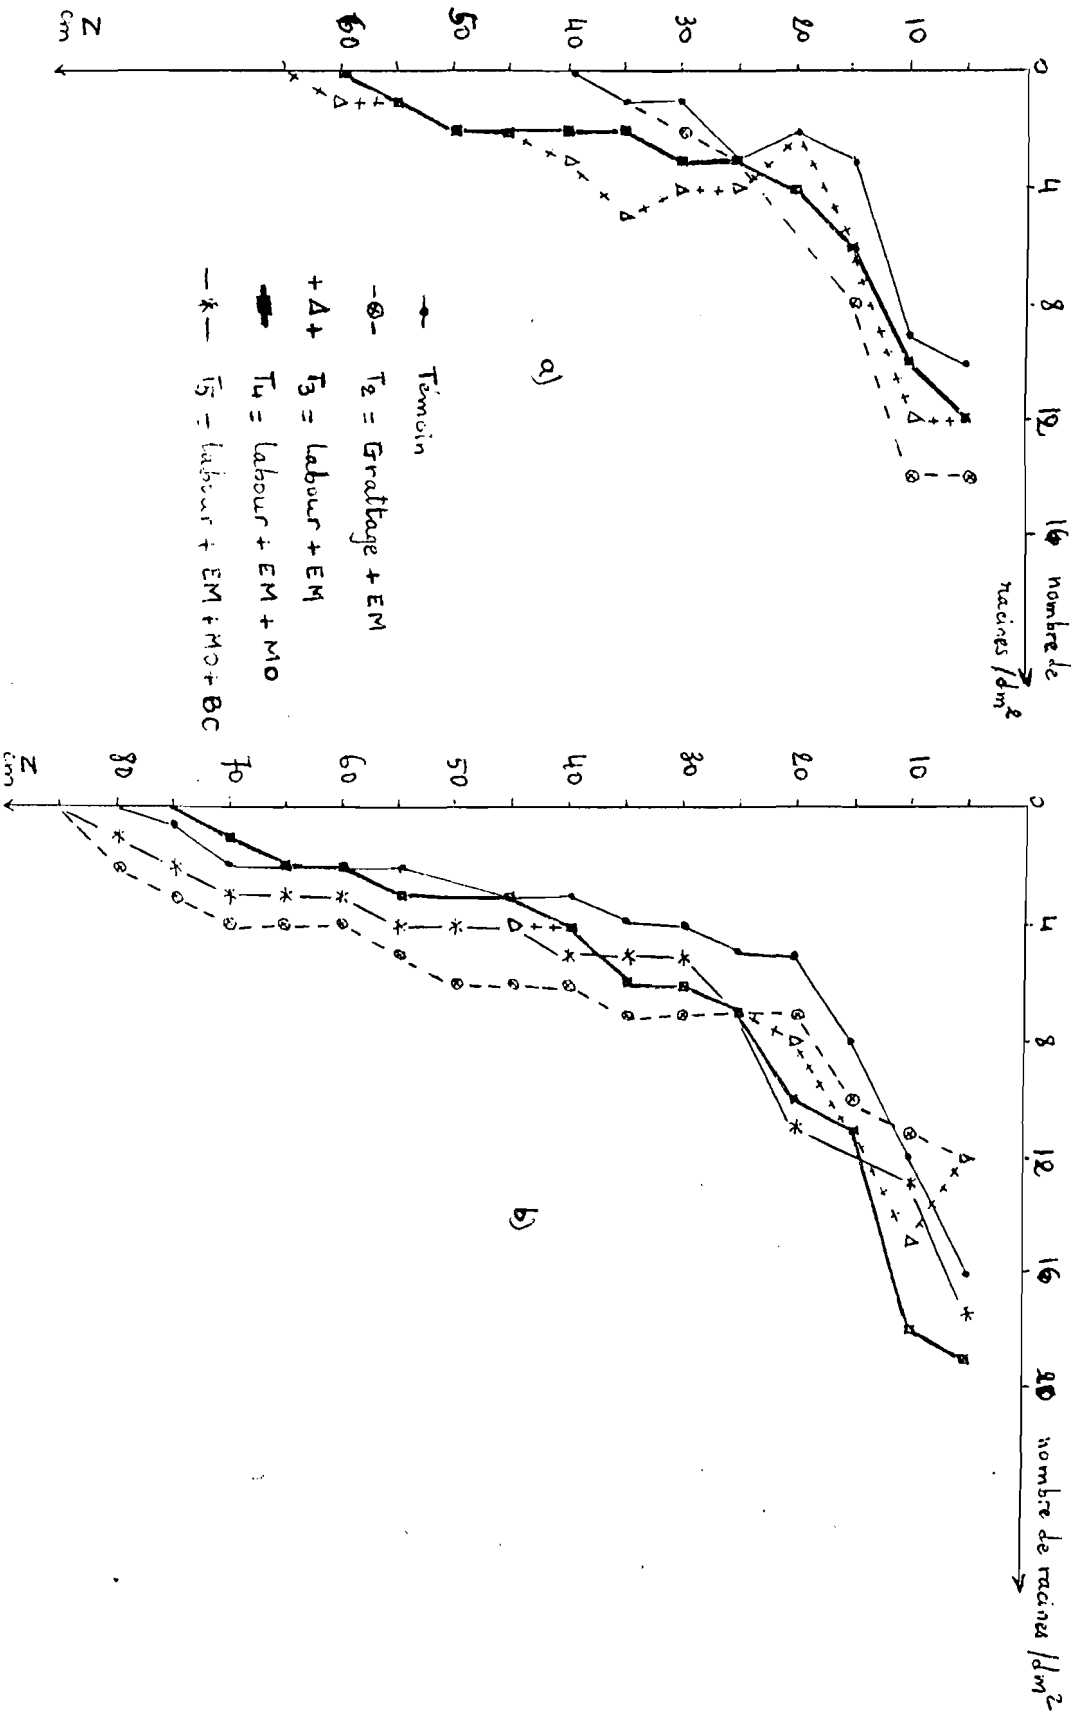 0 4 8 12 16 nombre de
racines / dm²
10
20
30
40
50
60
Z
cm
a)
Témoin
T2 = Grattage + EM
T3 = Labour + EM
T4 = Labour + EM + MO
T5 = Labour + EM + MO + BC
0 4 8 12 16 20 nombre de racines / dm²
10
20
30
40
50
60
70
80
Z
cm
b)